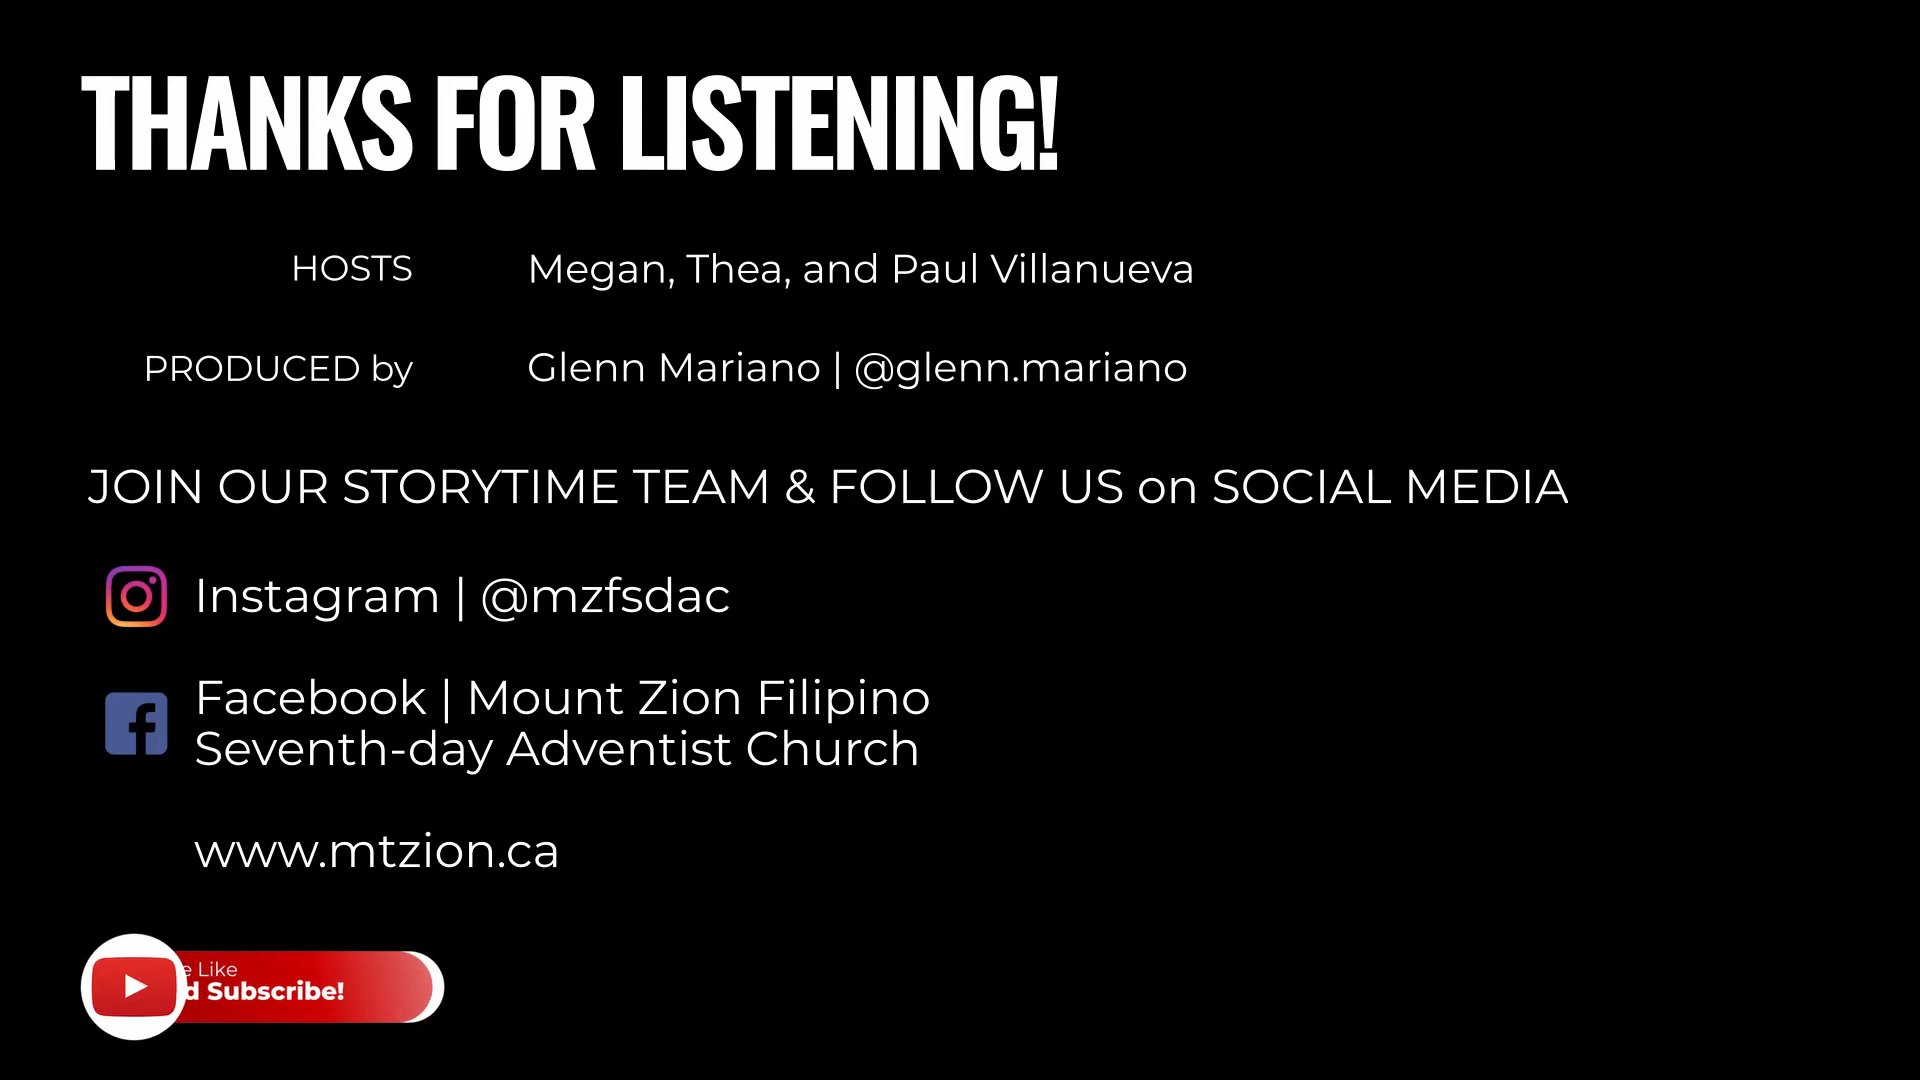 THANKS FOR LISTENING!
HOSTS Megan, Thea, and Paul Villanueva
PRODUCED by Glenn Mariano | @glenn.mariano
JOIN OUR STORYTIME TEAM & FOLLOW US on SOCIAL MEDIA
Instagram | @mzfsdac
Facebook | Mount Zion Filipino
Seventh-day Adventist Church
www.mtzion.ca
Like
Subscribe!